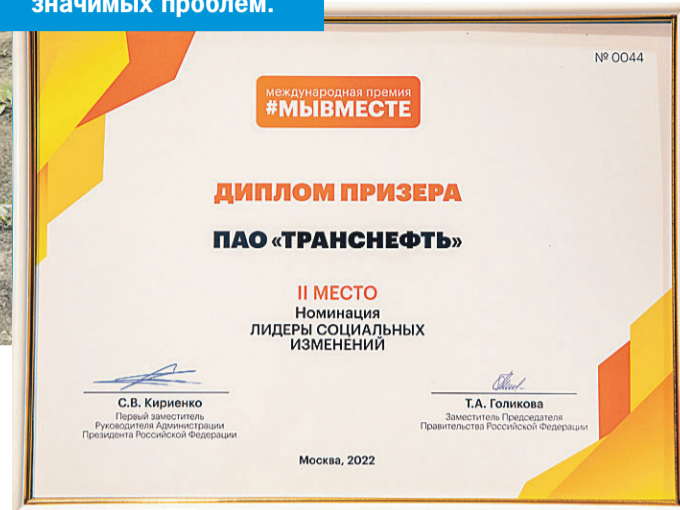 значимых проблем.
№ 0044
международная премия
#МЫВМЕСТЕ
ДИПЛОМ ПРИЗЕРА
ПАО «ТРАНСНЕФТЬ»
II МЕСТО
Номинация
ЛИДЕРЫ СОЦИАЛЬНЫХ
ИЗМЕНЕНИЙ
С.В. Кириенко
Первый заместитель
Руководителя Администрации
Президента Российской Федерации
Т.А. Голикова
Заместитель Председателя
Правительства Российской Федерации
Москва, 2022